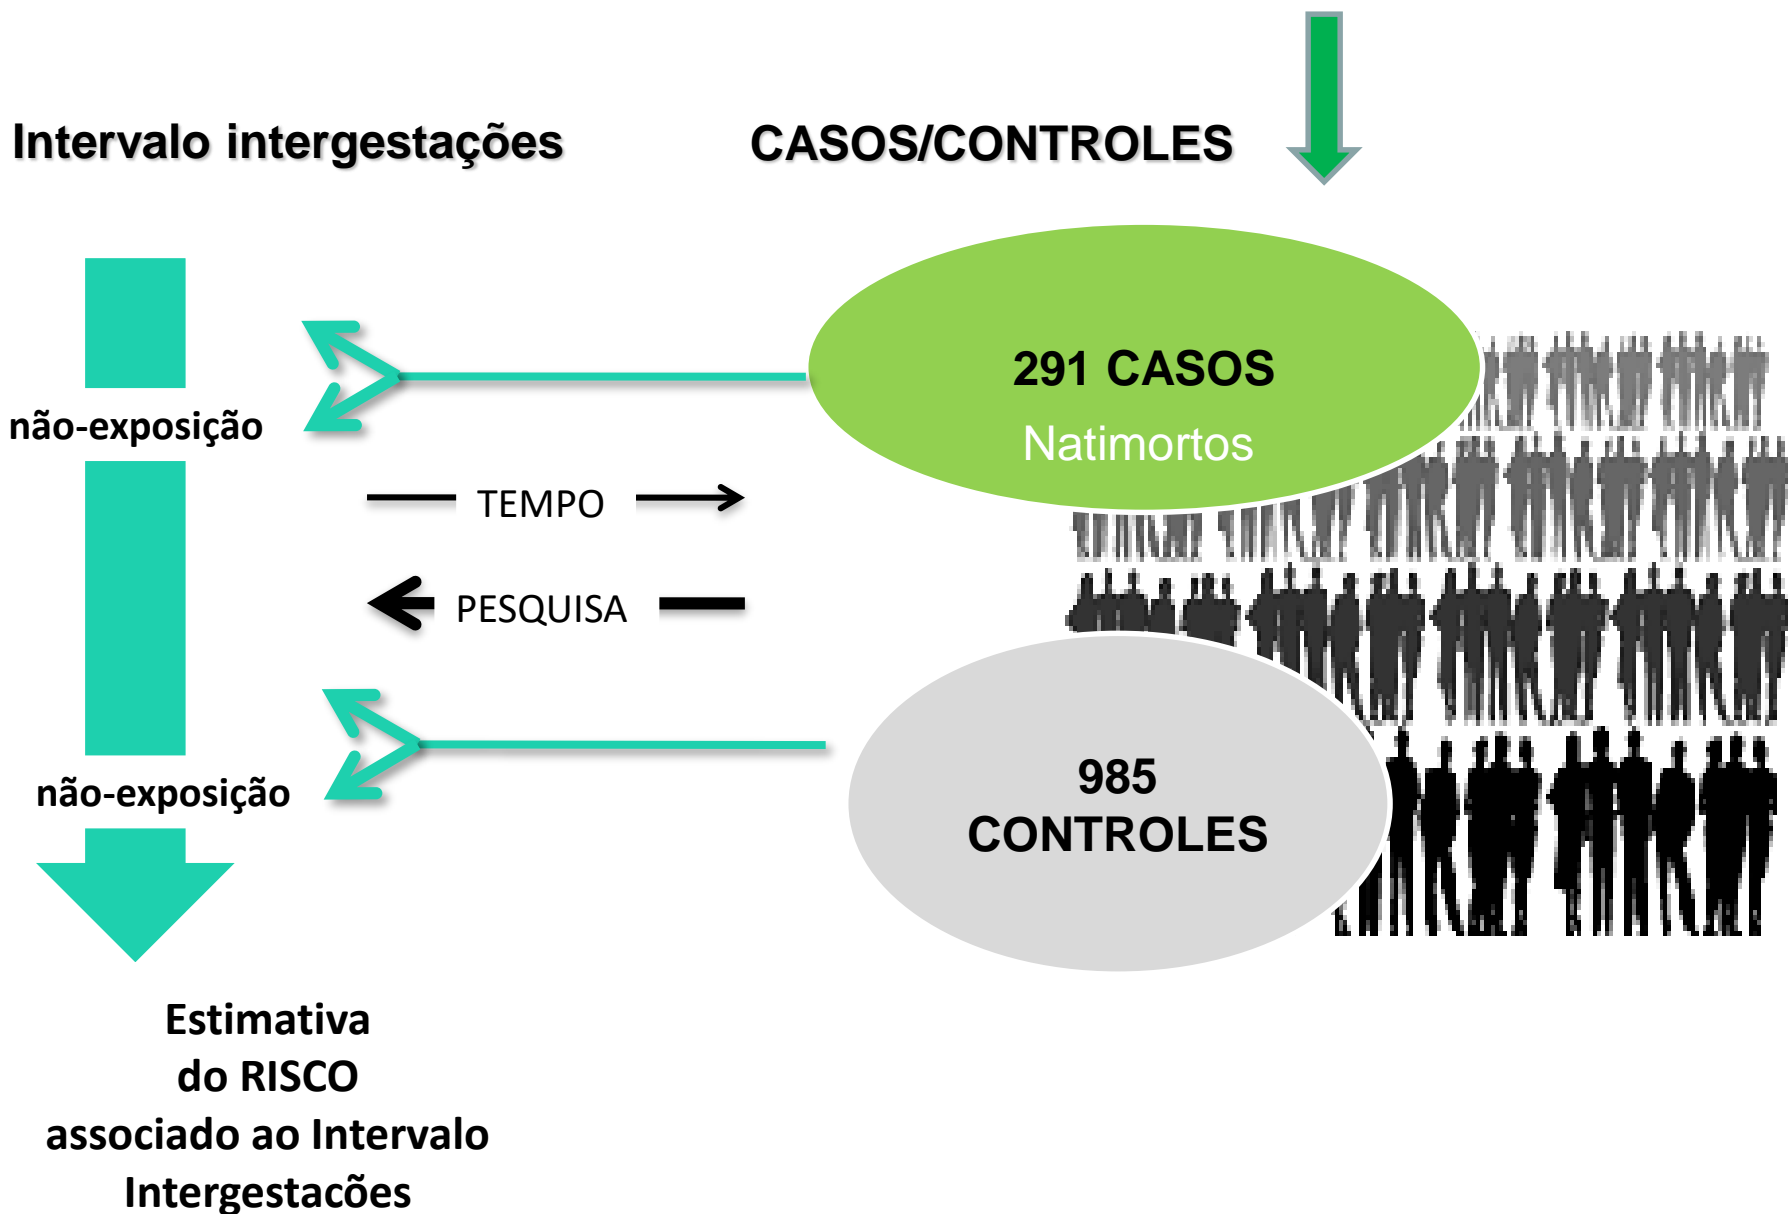 Intervalo intergestações
CASOS/CONTROLES
291 CASOS
Natimortos
não-exposição
TEMPO
PESQUISA
não-exposição
985
CONTROLES
Estimativa
do RISCO
associado ao Intervalo
Intergestacões